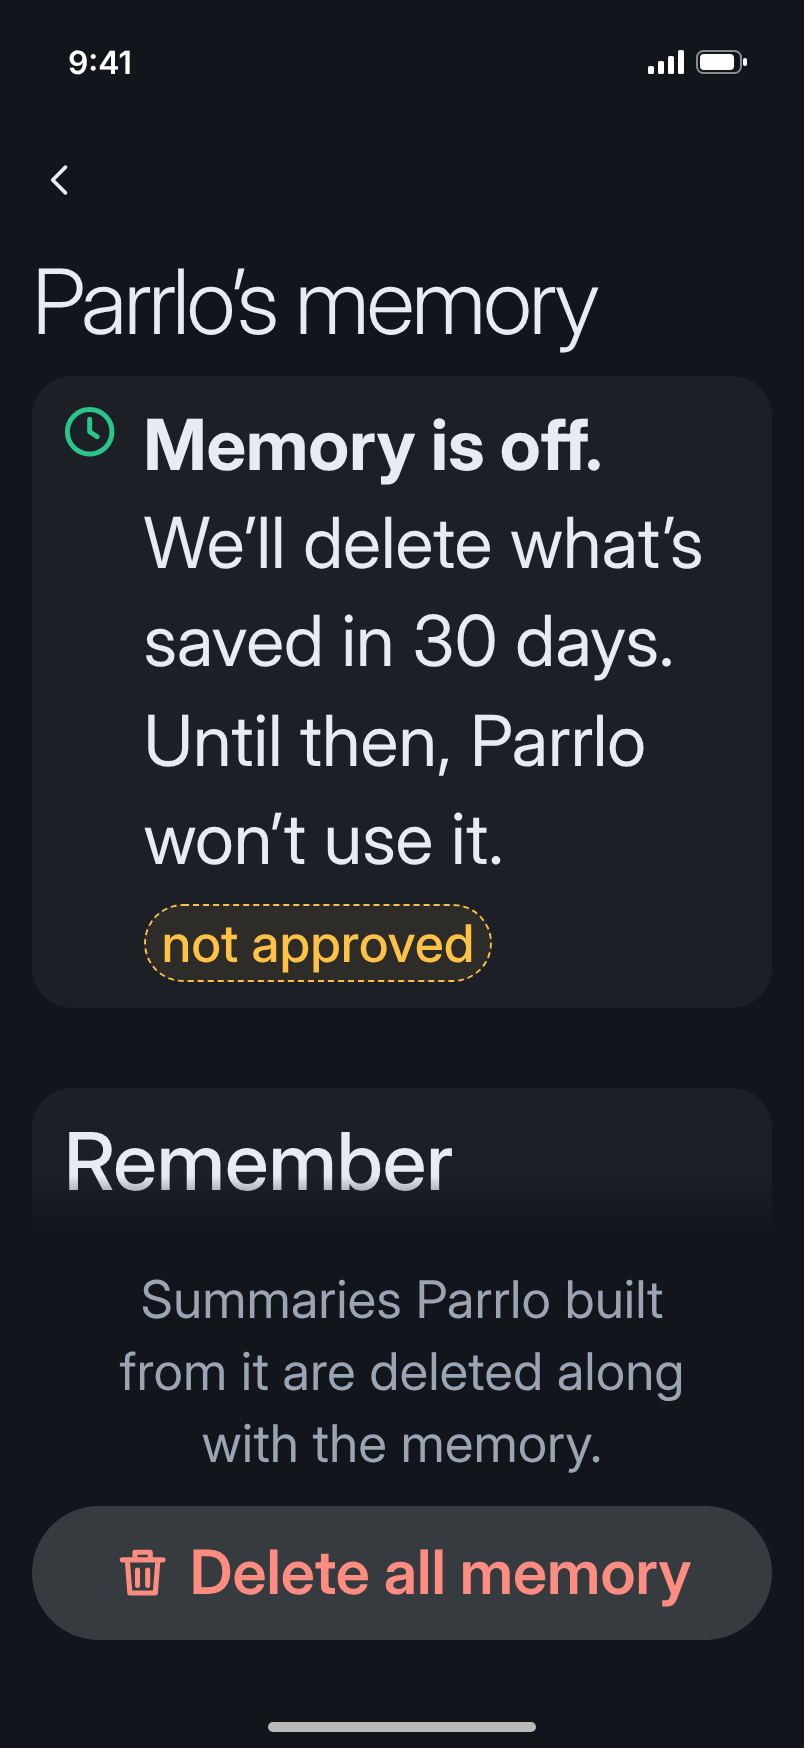 9:41
Parrlo’s memory
Memory is off.
We’ll delete what’s
saved in 30 days.
Until then, Parrlo
won’t use it.
not approved
Remember
Summaries Parrlo built
from it are deleted along
with the memory.
Delete all memory